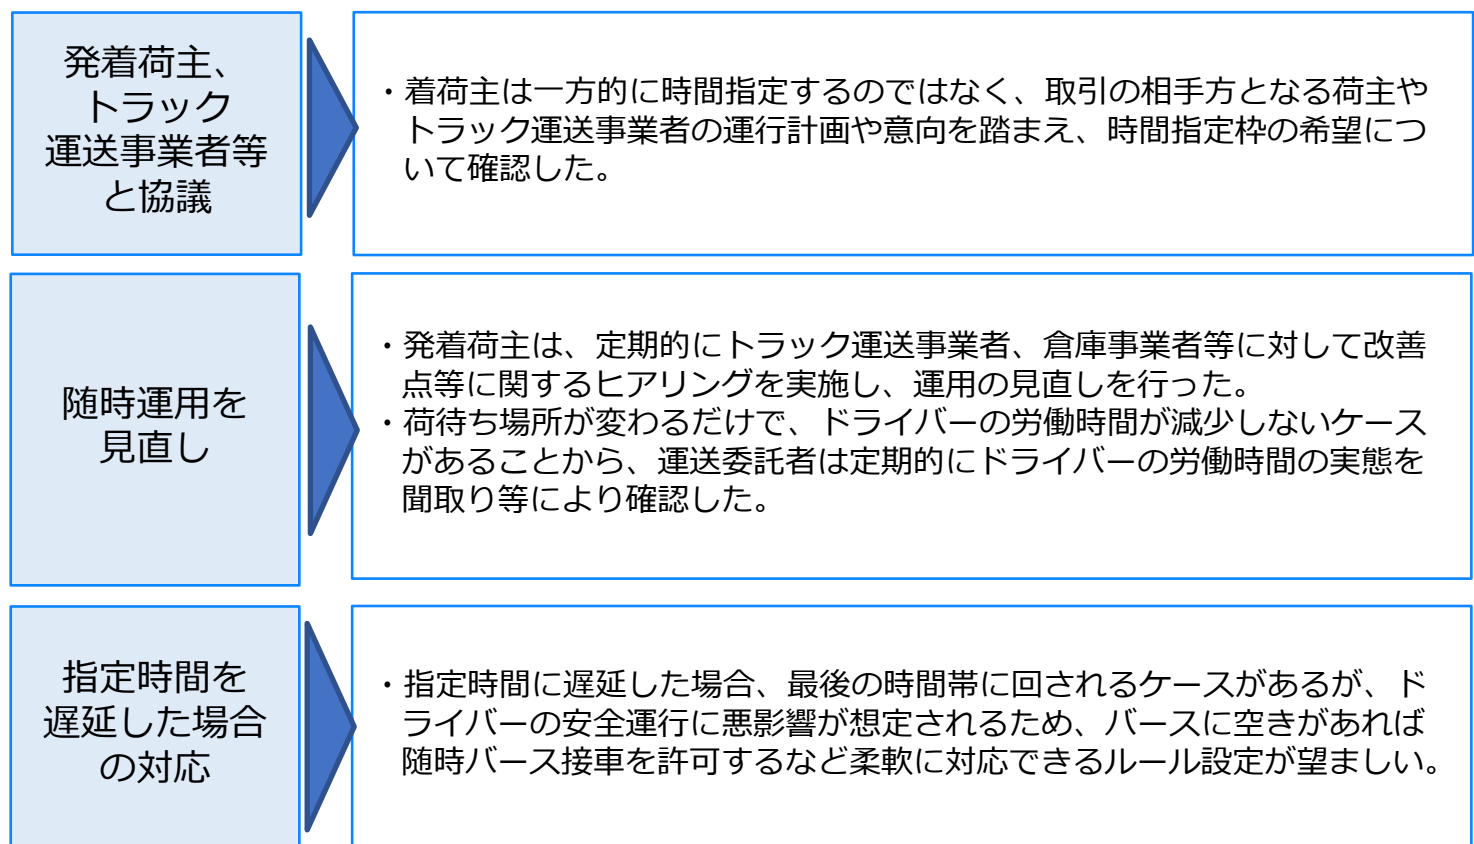 発着荷主、
トラック
運送事業者等
と協議
・着荷主は一方的に時間指定するのではなく、取引の相手方となる荷主や
トラック運送事業者の運行計画や意向を踏まえ、時間指定枠の希望につ
いて確認した。
随時運用を
見直し
・発着荷主は、定期的にトラック運送事業者、倉庫事業者等に対して改善
点等に関するヒアリングを実施し、運用の見直しを行った。
・荷待ち場所が変わるだけで、ドライバーの労働時間が減少しないケース
があることから、運送委託者は定期的にドライバーの労働時間の実態を
聞取り等により確認した。
指定時間を
遅延した場合
の対応
・指定時間に遅延した場合、最後の時間帯に回されるケースがあるが、ド
ライバーの安全運行に悪影響が想定されるため、バースに空きがあれば
随時バース接車を許可するなど柔軟に対応できるルール設定が望ましい。